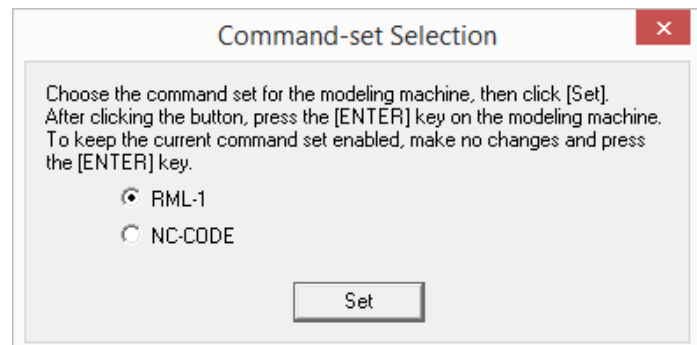 Command-set Selection
Choose the command set for the modeling machine, then click [Set].
After clicking the button, press the [ENTER] key on the modeling machine.
To keep the current command set enabled, make no changes and press
the [ENTER] key.
RML-1
NC-CODE
Set